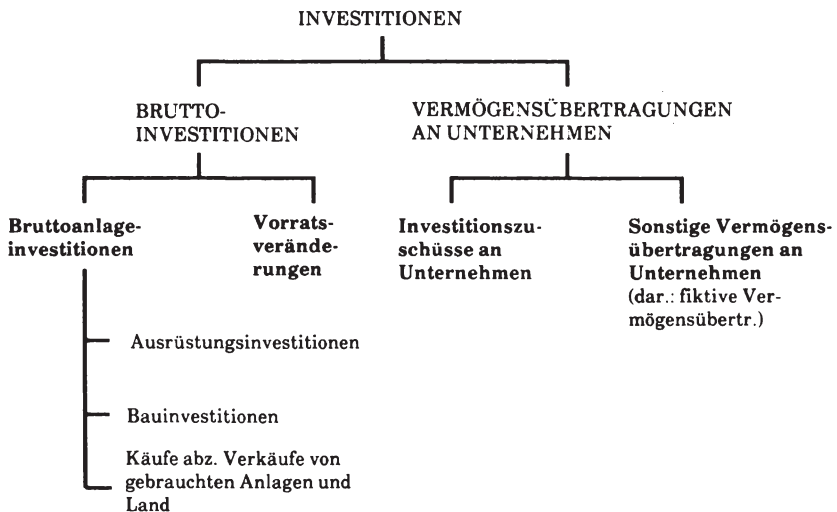 INVESTITIONEN
BRUTTO-
INVESTITIONEN
VERMÖGENSÜBERTRAGUNGEN
AN UNTERNEHMEN
Bruttoanlage-
investitionen
Vorrats-
verände-
rungen
Investitionszu-
schüsse an
Unternehmen
Sonstige Vermögens-
übertragungen an
Unternehmen
(dar.: fiktive Ver-
mögensübertr.)
Ausrüstungsinvestitionen
Bauinvestitionen
Käufe abz. Verkäufe von
gebrauchten Anlagen und
Land